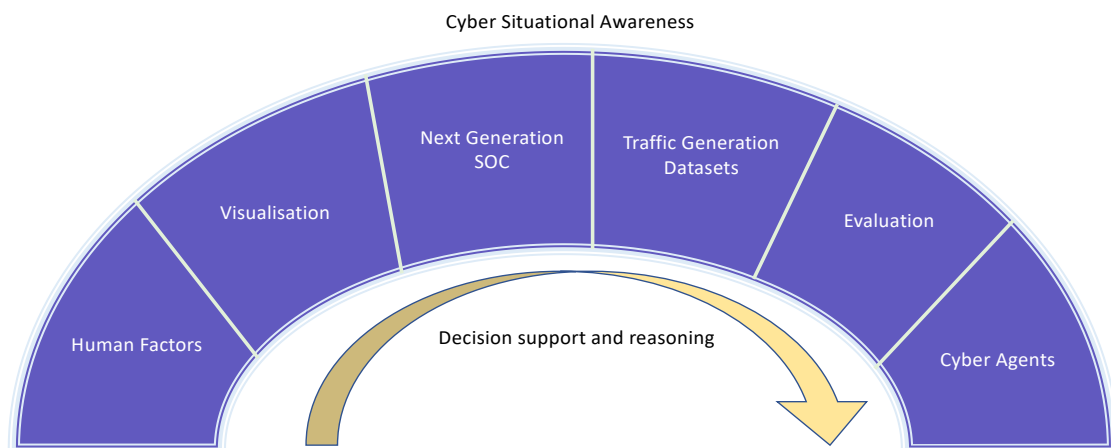 Cyber Situational Awareness
Human Factors
Visualisation
Next Generation
SOC
Traffic Generation
Datasets
Evaluation
Cyber Agents
Decision support and reasoning